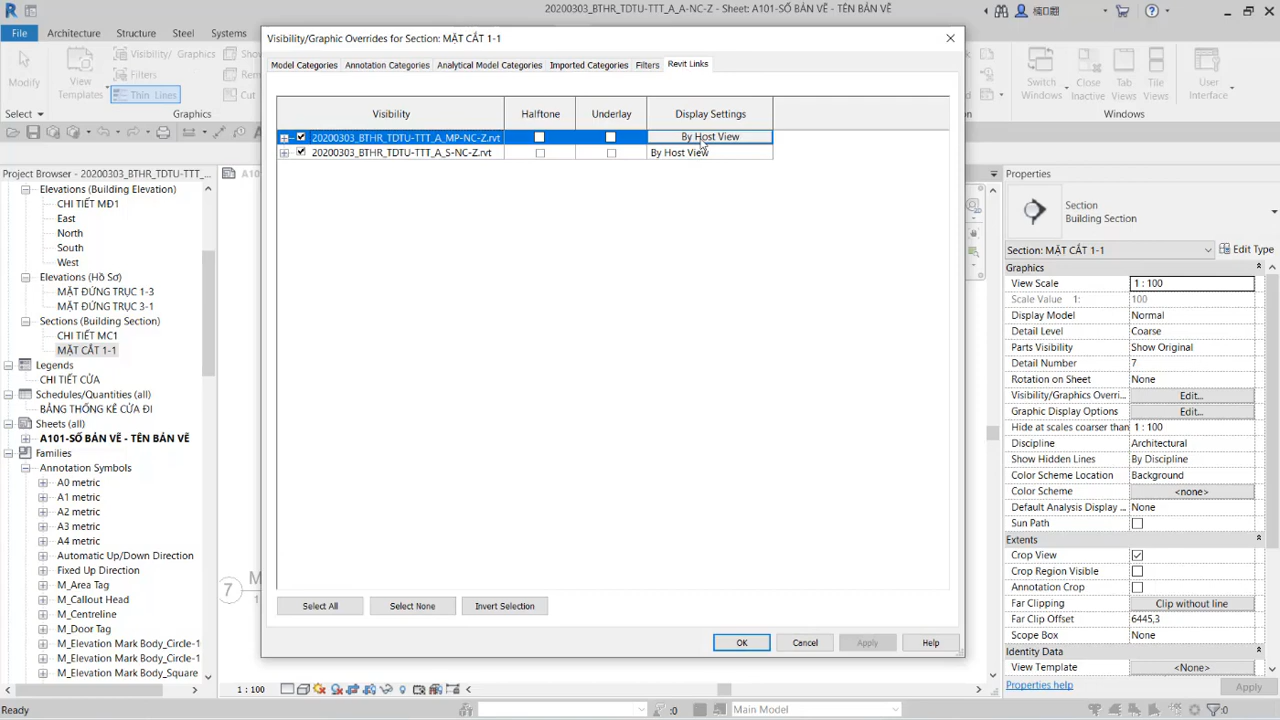 20200303_BTHR_TDTU-TTT_A_A-NC-Z - Sheet: A101-SỐ BẢN VẼ - TÊN BẢN VẼ
File
Architecture
Structure
Steel
Systems
Modify
View
Templates
Visibility/ Graphics
Filters
Thin Lines
Sho
Rem
Cut
Switch
Windows
Close
Inactive
Tab
Views
Tile
Views
User
Interface
Select
Graphics
Windows
Project Browser - 20200303_BTHR_TDTU-TTT_...
Elevations (Building Elevation)
CHI TIẾT MĐ1
East
North
South
West
Elevations (Hồ Sơ)
MẶT ĐỨNG TRỤC 1-3
MẶT ĐỨNG TRỤC 3-1
Sections (Building Section)
CHI TIẾT MC1
MẶT CẮT 1-1
Legends
CHI TIẾT CỬA
Schedules/Quantities (all)
BẢNG THỐNG KÊ CỬA ĐI
Sheets (all)
A101-SỐ BẢN VẼ - TÊN BẢN VẼ
Families
Annotation Symbols
A0 metric
A1 metric
A2 metric
A3 metric
A4 metric
Automatic Up/Down Direction
Fixed Up Direction
M_Area Tag
M_Callout Head
M_Centreline
M_Door Tag
M_Elevation Mark Body_Circle-1
M_Elevation Mark Body_Circle-1
M_Elevation Mark Body_Square
A10
7
M
1
Visibility/Graphic Overrides for Section: MẶT CẮT 1-1
Model Categories
Annotation Categories
Analytical Model Categories
Imported Categories
Filters
Revit Links
Visibility
Halftone
Underlay
Display Settings
20200303_BTHR_TDTU-TTT_A_MP-NC-Z.rvt
By Host View
20200303_BTHR_TDTU-TTT_A_S-NC-Z.rvt
By Host View
Select All
Select None
Invert Selection
OK
Cancel
Apply
Help
Properties
Section
Building Section
Section: MẶT CẮT 1-1
Edit Type
Graphics
View Scale
1 : 100
Scale Value 1:
100
Display Model
Normal
Detail Level
Coarse
Parts Visibility
Show Original
Detail Number
7
Rotation on Sheet
None
Visibility/Graphics Overri...
Edit...
Graphic Display Options
Edit...
Hide at scales coarser than
1 : 100
Discipline
Architectural
Show Hidden Lines
By Discipline
Color Scheme Location
Background
Color Scheme
<none>
Default Analysis Display ...
None
Sun Path
Extents
Crop View
Crop Region Visible
Annotation Crop
Far Clipping
Clip without line
Far Clip Offset
6445,3
Scope Box
None
Identity Data
View Template
<None>
Properties help
Apply
1 : 100
Ready
:0
Main Model
:0